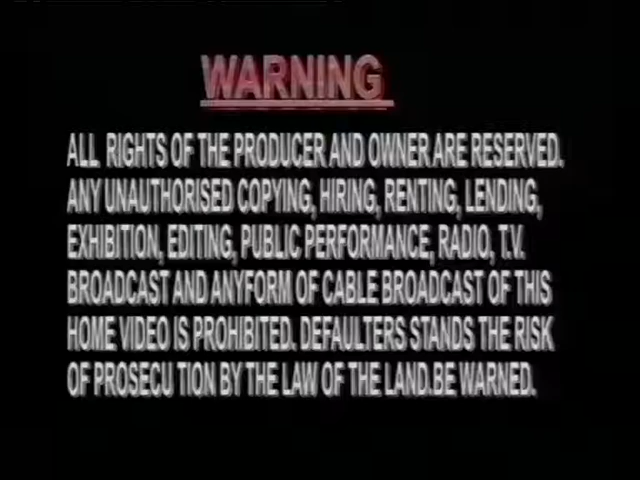 WARNING
ALL RIGHTS OF THE PRODUCER AND OWNER ARE RESERVED.
ANY UNAUTHORISED COPYING, HIRING, RENTING, LENDING,
EXHIBITION, EDITING, PUBLIC PERFORMANCE, RADIO, T.V.
BROADCAST AND ANYFORM OF CABLE BROADCAST OF THIS
HOME VIDEO IS PROHIBITED. DEFAULTERS STANDS THE RISK
OF PROSECU TION BY THE LAW OF THE LAND.BE WARNED.